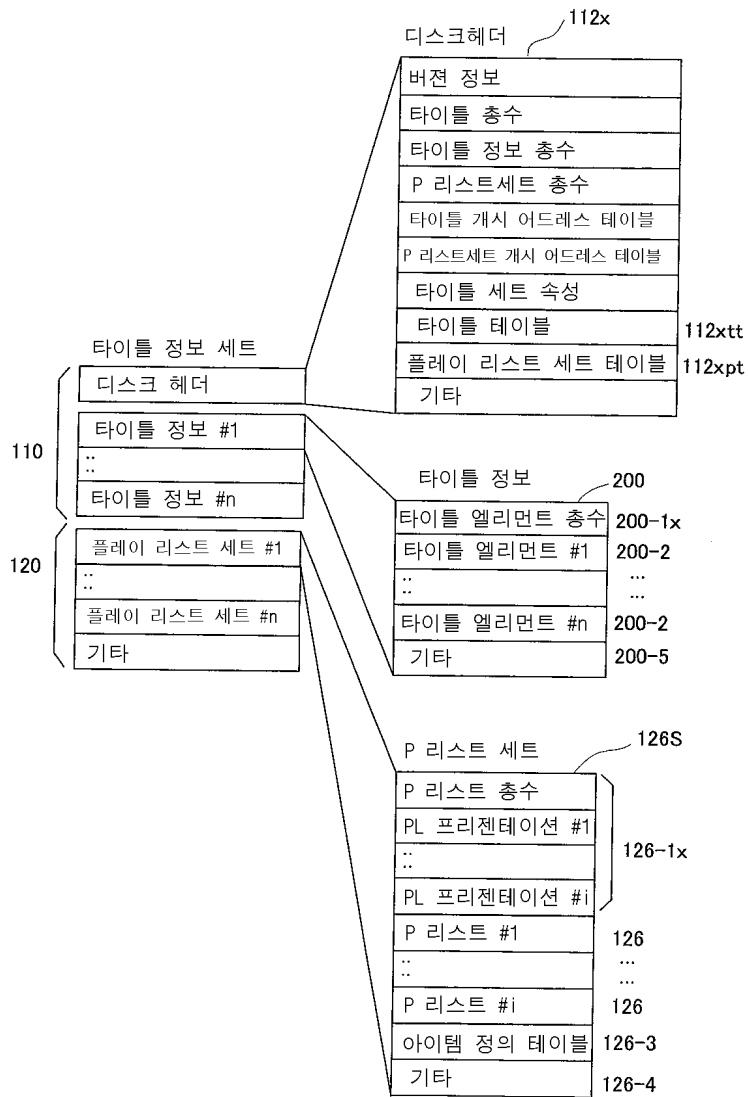 디스크헤더
112x
버젼 정보
타이틀 총수
타이틀 정보 총수
P 리스트세트 총수
타이틀 개시 어드레스 테이블
P 리스트세트 개시 어드레스 테이블
타이틀 세트 속성
타이틀 테이블
112xtt
플레이 리스트 세트 테이블
112xpt
기타
타이틀 정보 세트
디스크 헤더
110
타이틀 정보 #1
::
타이틀 정보 #n
120
플레이 리스트 세트 #1
::
플레이 리스트 세트 #n
기타
타이틀 정보
200
타이틀 엘리먼트 총수
200-1x
타이틀 엘리먼트 #1
200-2
::
...
...
타이틀 엘리먼트 #n
200-2
기타
200-5
P 리스트 세트
126S
P 리스트 총수
PL 프리젠테이션 #1
::
126-1x
PL 프리젠테이션 #i
P 리스트 #1
126
::
...
...
P 리스트 #i
126
아이템 정의 테이블
126-3
기타
126-4